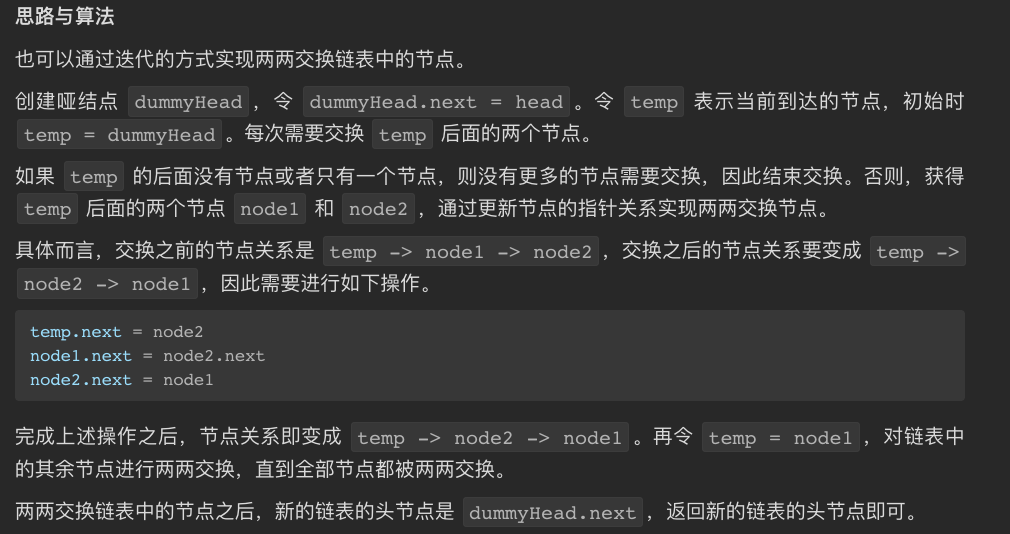 思路与算法
也可以通过迭代的方式实现两两交换链表中的节点。
创建哑结点 dummyHead，令 dummyHead.next = head。令 temp 表示当前到达的节点，初始时
temp = dummyHead。每次需要交换 temp 后面的两个节点。
如果 temp 的后面没有节点或者只有一个节点，则没有更多的节点需要交换，因此结束交换。否则，获得
temp 后面的两个节点 node1 和 node2，通过更新节点的指针关系实现两两交换节点。
具体而言，交换之前的节点关系是 temp -> node1 -> node2，交换之后的节点关系要变成 temp ->
node2 -> node1，因此需要进行如下操作。
temp.next = node2
node1.next = node2.next
node2.next = node1
完成上述操作之后，节点关系即变成 temp -> node2 -> node1。再令 temp = node1，对链表中
的其余节点进行两两交换，直到全部节点都被两两交换。
两两交换链表中的节点之后，新的链表的头节点是 dummyHead.next，返回新的链表的头节点即可。